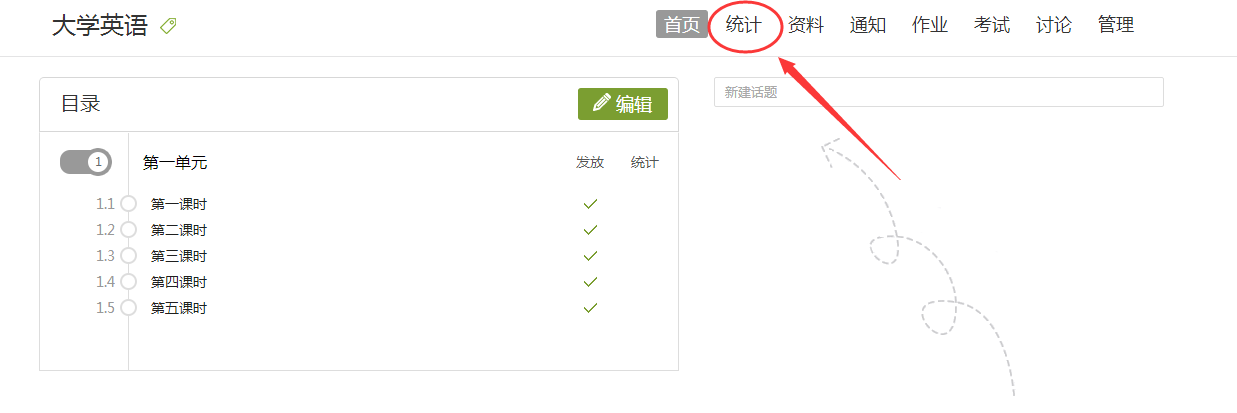 大学英语
首页 统计 资料 通知 作业 考试 讨论 管理
目录 编辑
新建话题
1 第一单元 发放 统计
1.1 第一课时
1.2 第二课时
1.3 第三课时
1.4 第四课时
1.5 第五课时